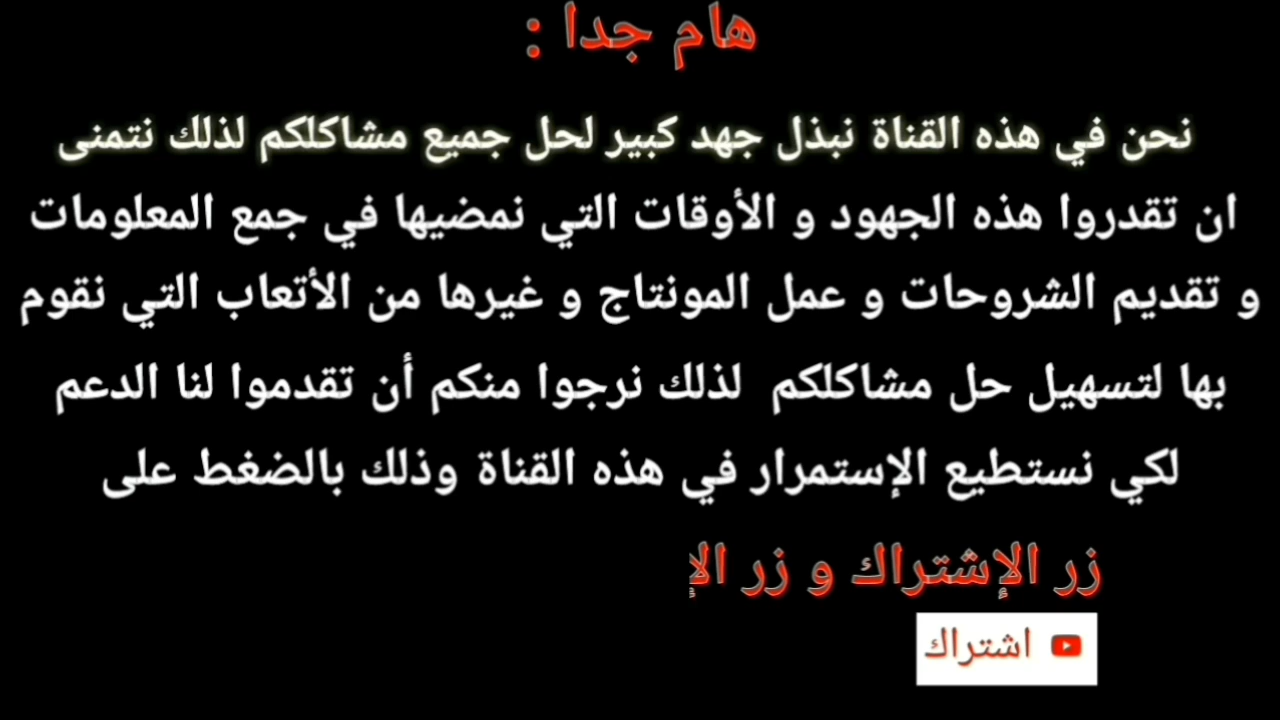 هام جدا :
نحن في هذه القناة نبذل جهد كبير لحل جميع مشاكلكم لذلك نتمنى
ان تقدروا هذه الجهود و الأوقات التي نمضيها في جمع المعلومات
و تقديم الشروحات و عمل المونتاج و غيرها من الأتعاب التي نقوم
بها لتسهيل حل مشاكلكم لذلك نرجوا منكم أن تقدموا لنا الدعم
لكي نستطيع الإستمرار في هذه القناة وذلك بالضغط على
زر الإشتراك و زر
اشتراك